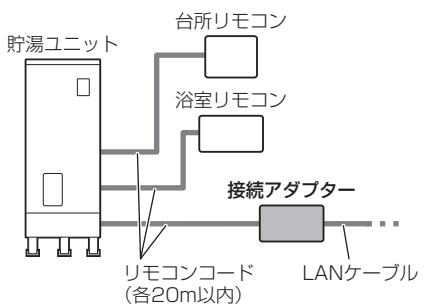 台所リモコン
貯湯ユニット
浴室リモコン
接続アダプター
リモコンコード
(各20m以内)
LANケーブル